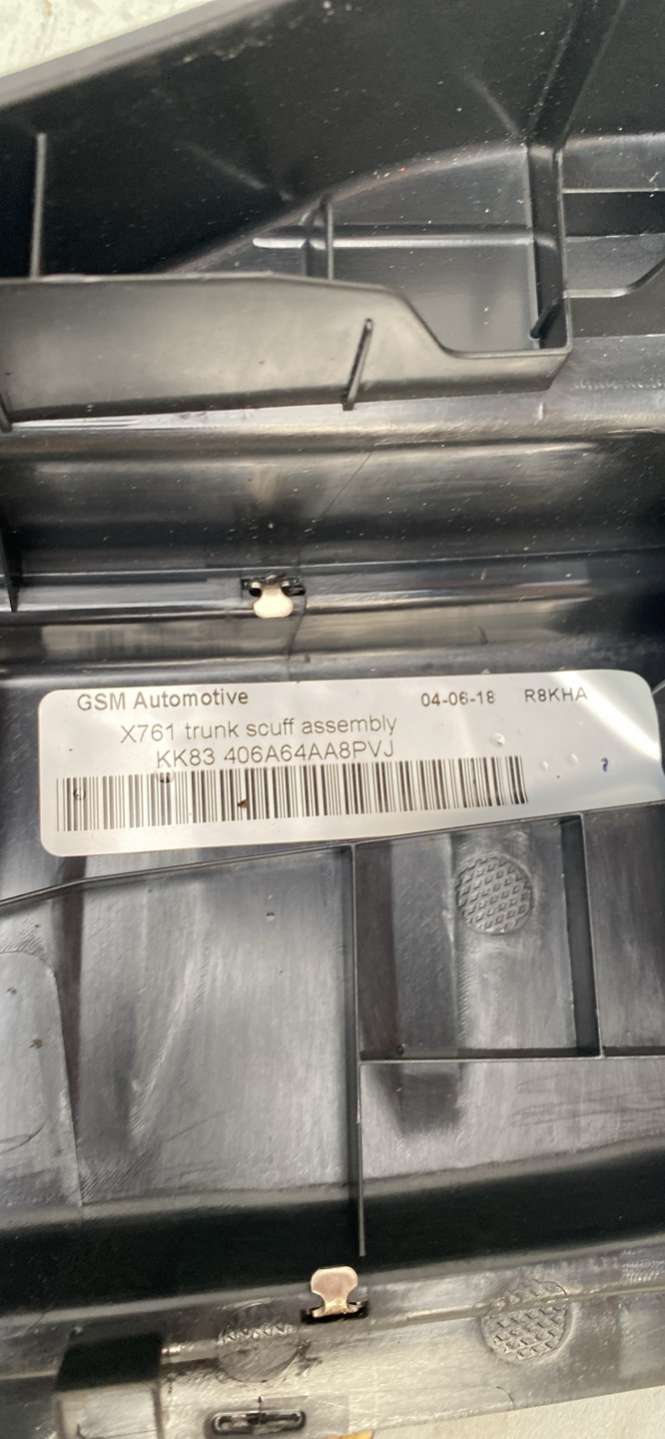 GSM Automotive 04-06-18 R8KHA
X761 trunk scuff assembly
KK83 406A64AA8PVJ